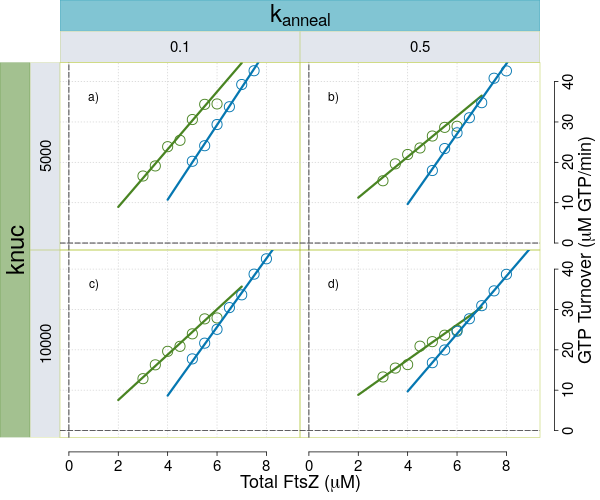 kanneal
0.1 0.5
knuc
5000
a) b)
0 10 20 30 40
10000
c) d)
0 10 20 30 40
GTP Turnover (μM GTP/min)
0 2 4 6 8 0 2 4 6 8
Total FtsZ (μM)